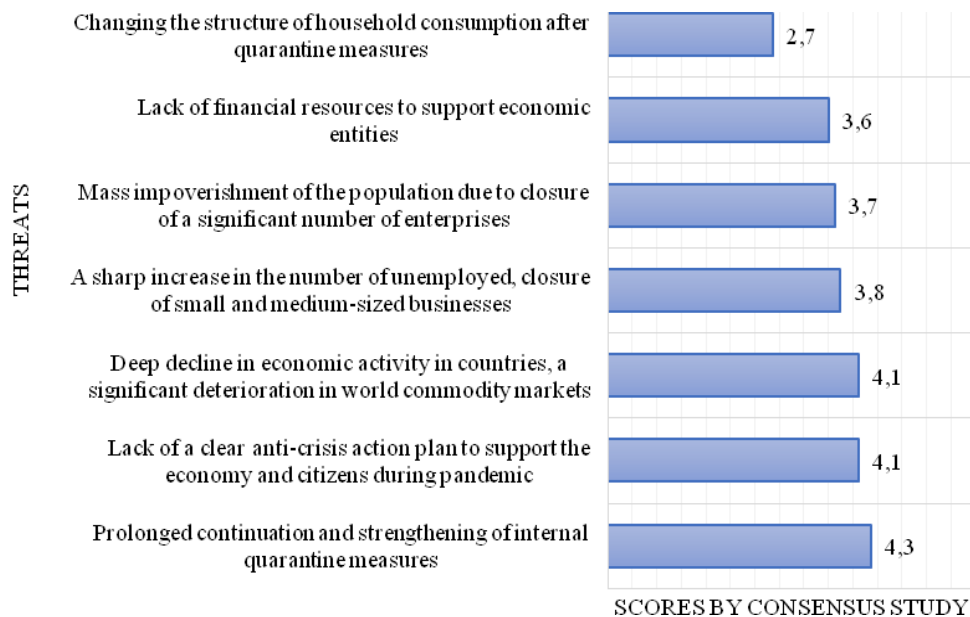 Changing the structure of household consumption after
quarantine measures
2,7
Lack of financial resources to support economic
entities
3,6
Mass impoverishment of the population due to closure
of a significant number of enterprises
3,7
THREATS
A sharp increase in the number of unemployed, closure
of small and medium-sized businesses
3,8
Deep decline in economic activity in countries, a
significant deterioration in world commodity markets
4,1
Lack of a clear anti-crisis action plan to support the
economy and citizens during pandemic
4,1
Prolonged continuation and strengthening of internal
quarantine measures
4,3
SCORES BY CONSENSUS STUDY